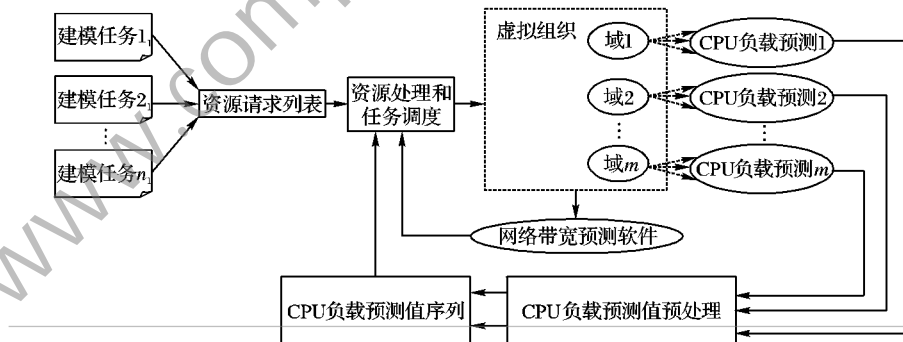 建模任务1
建模任务2
⋮
建模任务n
资源请求列表
资源处理和
任务调度
虚拟组织
域1
域2
⋮
域m
CPU负载预测1
CPU负载预测2
⋮
CPU负载预测m
网络带宽预测软件
CPU负载预测值序列
CPU负载预测值预处理
www.com